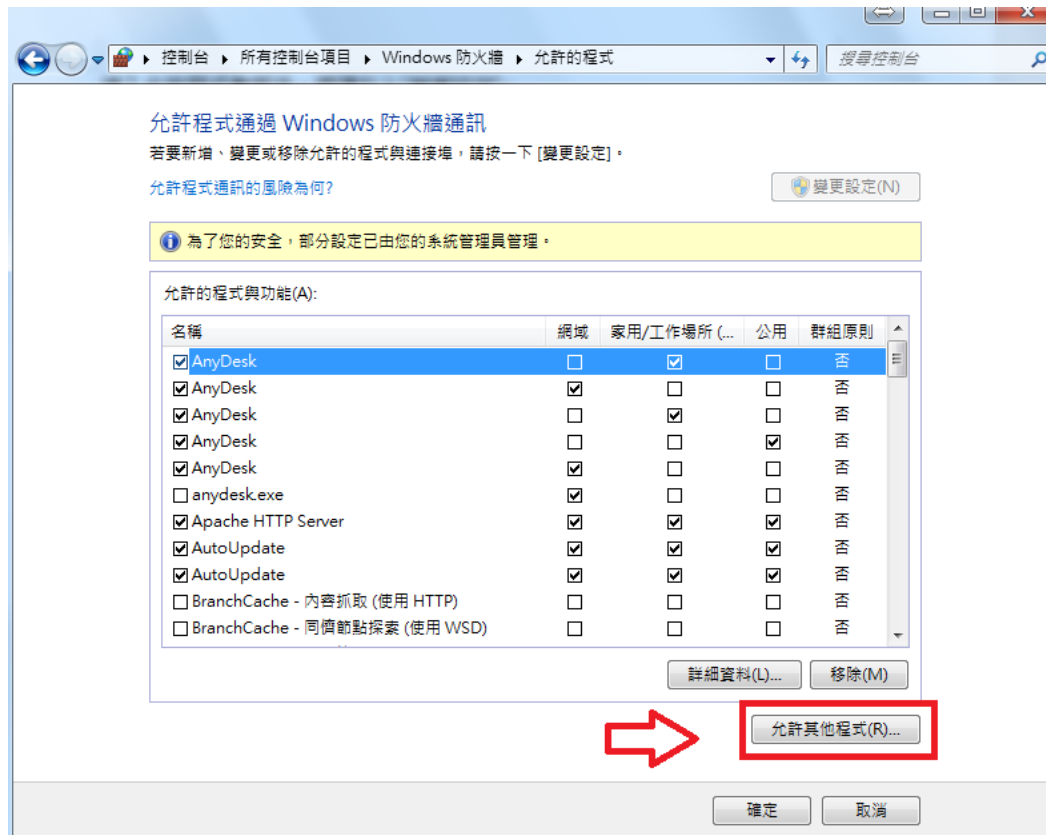 控制台 ▸ 所有控制台項目 ▸ Windows 防火牆 ▸ 允許的程式
搜尋控制台
允許程式通過 Windows 防火牆通訊
若要新增、變更或移除允許的程式與連接埠，請按一下 [變更設定]。
允許程式通訊的風險為何?
變更設定(N)
為了您的安全，部分設定已由您的系統管理員管理。
允許的程式與功能(A):
名稱 網域 家用/工作場所 (... 公用 群組原則
AnyDesk 否
AnyDesk 否
AnyDesk 否
AnyDesk 否
AnyDesk 否
anydesk.exe 否
Apache HTTP Server 否
AutoUpdate 否
AutoUpdate 否
BranchCache - 內容抓取 (使用 HTTP) 否
BranchCache - 同儕節點探索 (使用 WSD) 否
詳細資料(L)... 移除(M)
允許其他程式(R)...
確定 取消